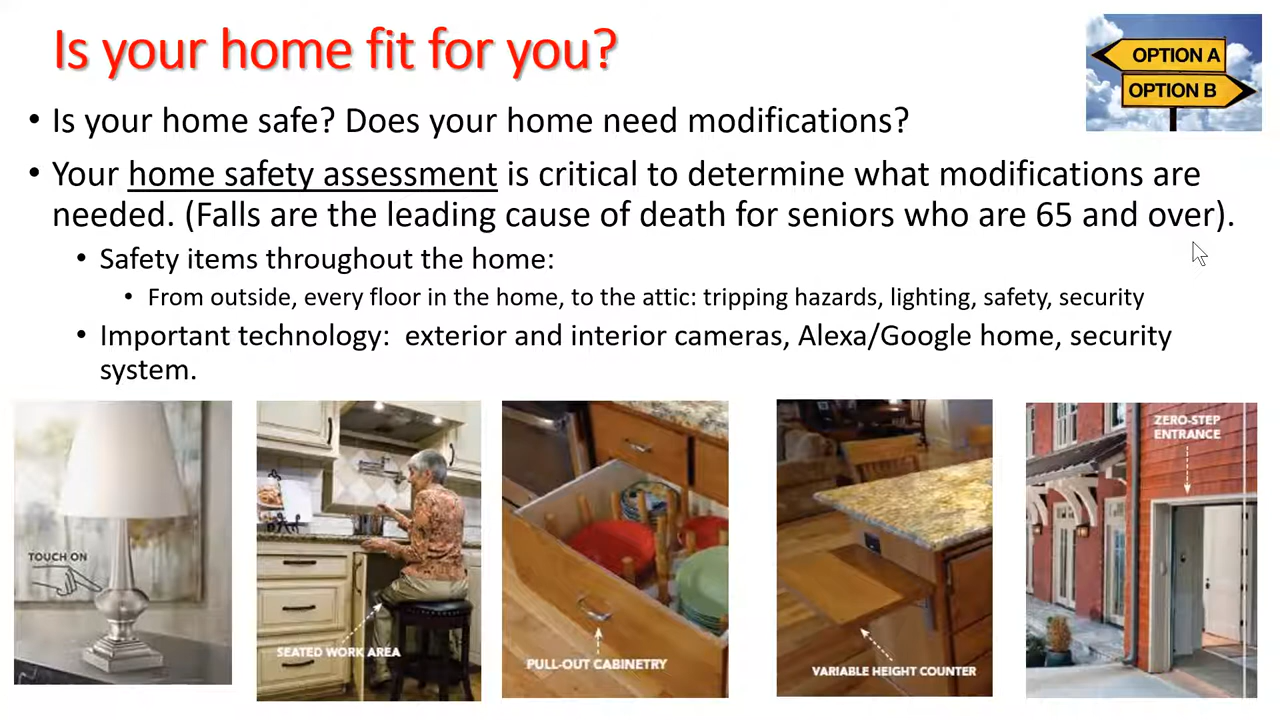 Is your home fit for you?
OPTION A
OPTION B
• Is your home safe? Does your home need modifications?
• Your home safety assessment is critical to determine what modifications are
needed. (Falls are the leading cause of death for seniors who are 65 and over).
• Safety items throughout the home:
• From outside, every floor in the home, to the attic: tripping hazards, lighting, safety, security
• Important technology:  exterior and interior cameras, Alexa/Google home, security
system.
TOUCH ON
SEATED WORK AREA
PULL-OUT CABINETRY
VARIABLE HEIGHT COUNTER
ZERO-STEP
ENTRANCE